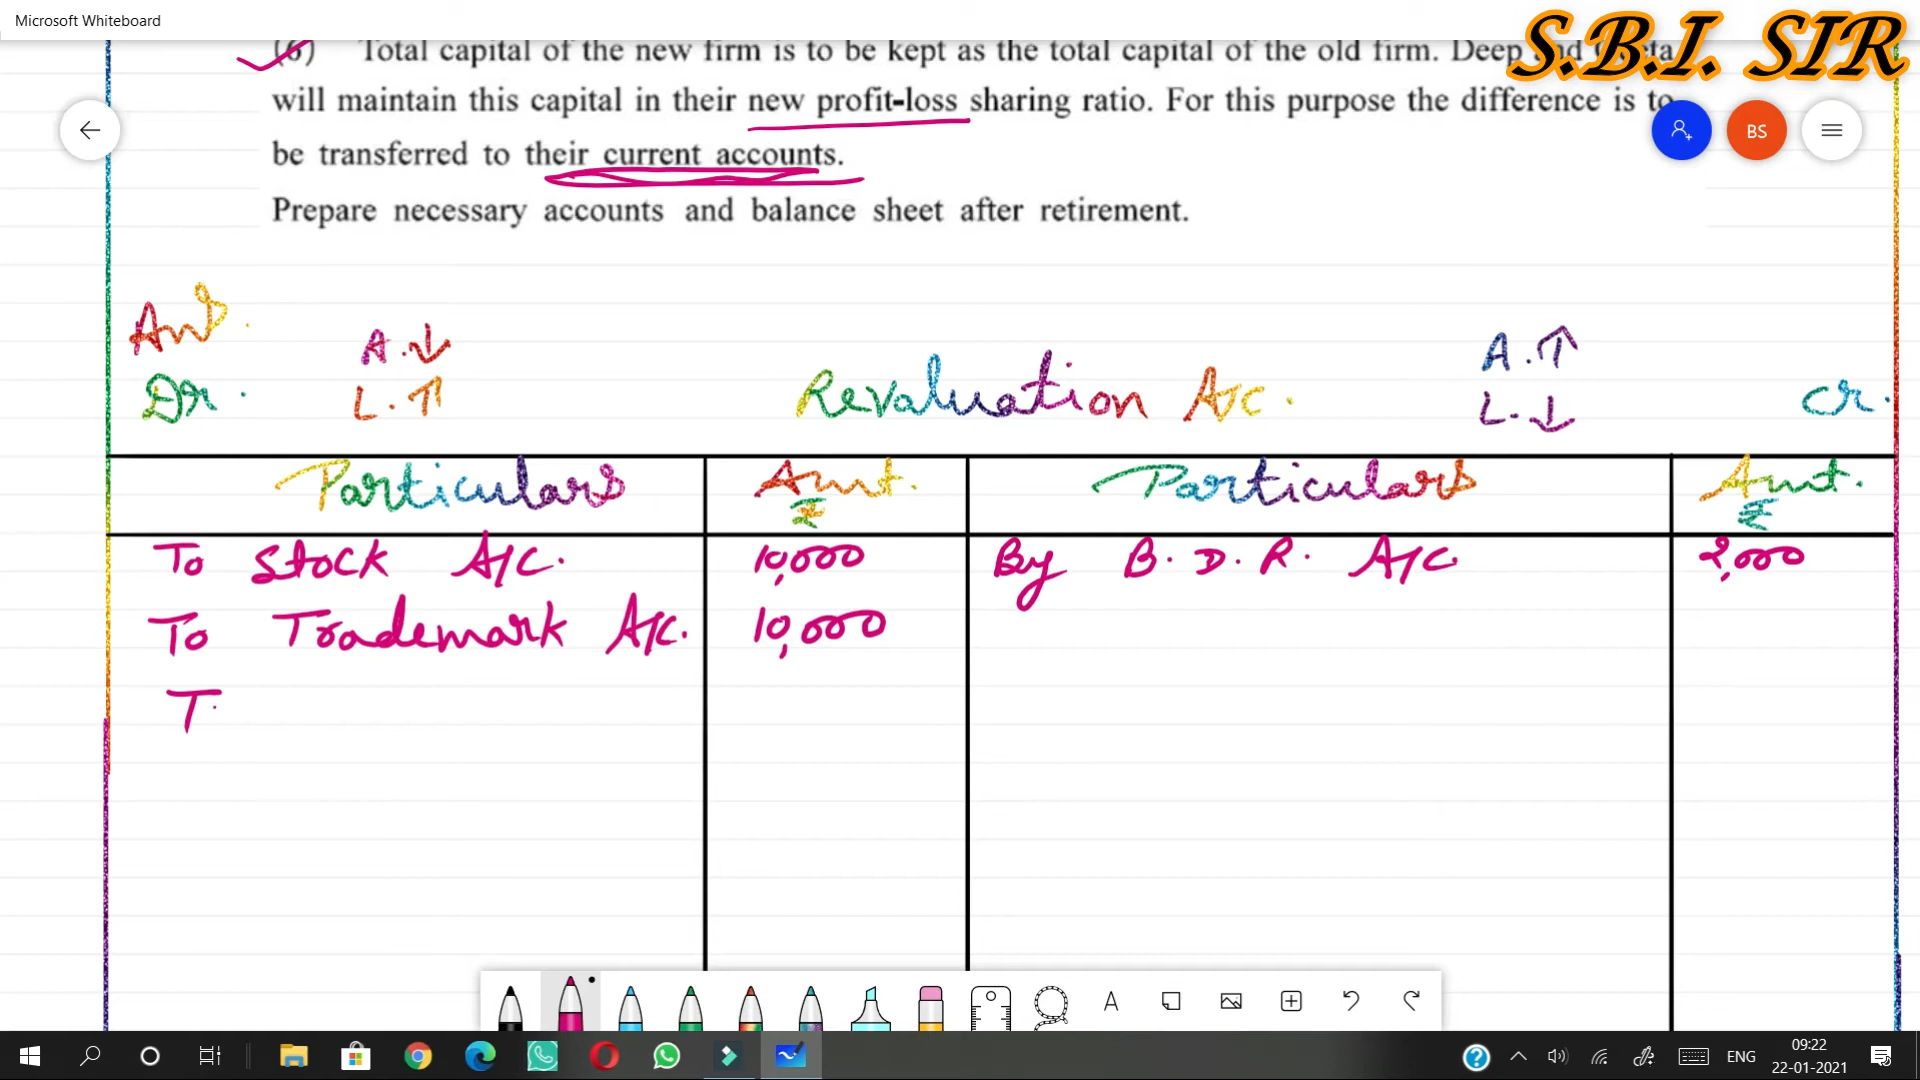 Microsoft Whiteboard
S.B.I. SIR
(6) Total capital of the new firm is to be kept as the total capital of the old firm. Deep
will maintain this capital in their new profit-loss sharing ratio. For this purpose the difference is to
be transferred to their current accounts.
Prepare necessary accounts and balance sheet after retirement.
BS
Ans.
A.↓
L.↑
A.↑
L.↓
Dr. Revaluation A/c. Cr.
Particulars Amt. ₹ Particulars Amt. ₹
To Stock A/C. 10,000 By B.D.R. A/C. 2,000
To Trademark A/C. 10,000
T
A
ENG
09:22
22-01-2021